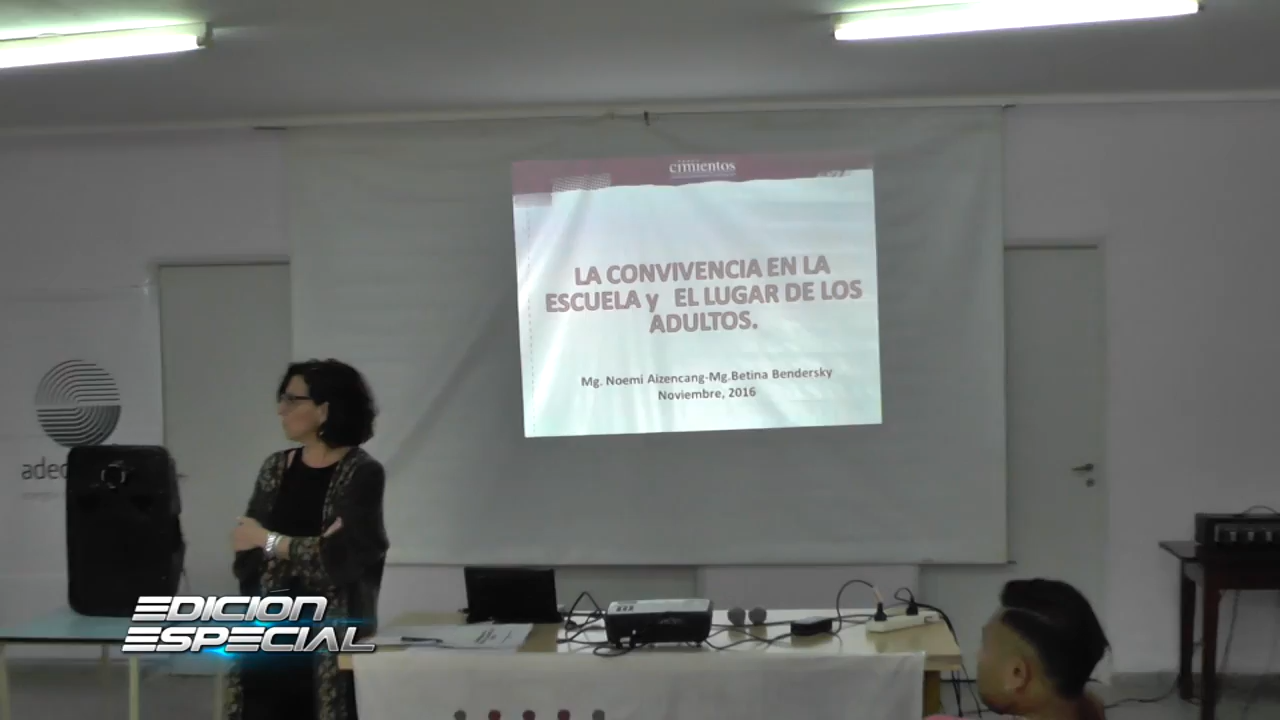 cimientos
LA CONVIVENCIA EN LA
ESCUELA y EL LUGAR DE LOS
ADULTOS.
Mg. Noemí Aizencang-Mg.Betina Bendersky
Noviembre, 2016
adec
EDICION
ESPECIAL